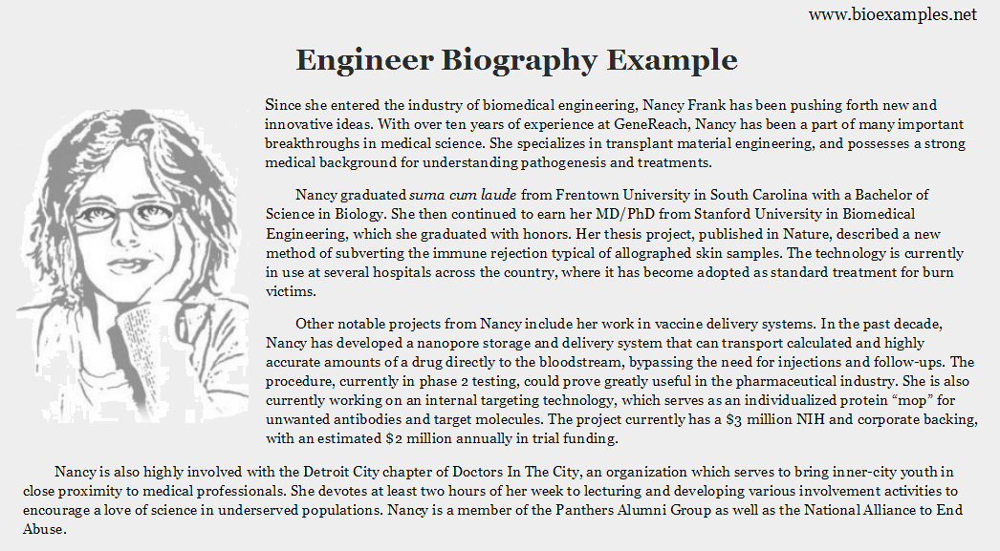 www.bioexamples.net
Engineer Biography Example
Since she entered the industry of biomedical engineering, Nancy Frank has been pushing forth new and
innovative ideas. With over ten years of experience at GeneReach, Nancy has been a part of many important
breakthroughs in medical science. She specializes in transplant material engineering, and possesses a strong
medical background for understanding pathogenesis and treatments.
Nancy graduated suma cum laude from Frentown University in South Carolina with a Bachelor of
Science in Biology. She then continued to earn her MD/PhD from Stanford University in Biomedical
Engineering, which she graduated with honors. Her thesis project, published in Nature, described a new
method of subverting the immune rejection typical of allographed skin samples. The technology is currently
in use at several hospitals across the country, where it has become adopted as standard treatment for burn
victims.
Other notable projects from Nancy include her work in vaccine delivery systems. In the past decade,
Nancy has developed a nanopore storage and delivery system that can transport calculated and highly
accurate amounts of a drug directly to the bloodstream, bypassing the need for injections and follow-ups. The
procedure, currently in phase 2 testing, could prove greatly useful in the pharmaceutical industry. She is also
currently working on an internal targeting technology, which serves as an individualized protein “mop” for
unwanted antibodies and target molecules. The project currently has a $3 million NIH and corporate backing,
with an estimated $2 million annually in trial funding.
Nancy is also highly involved with the Detroit City chapter of Doctors In The City, an organization which serves to bring inner-city youth in
close proximity to medical professionals. She devotes at least two hours of her week to lecturing and developing various involvement activities to
encourage a love of science in underserved populations. Nancy is a member of the Panthers Alumni Group as well as the National Alliance to End
Abuse.